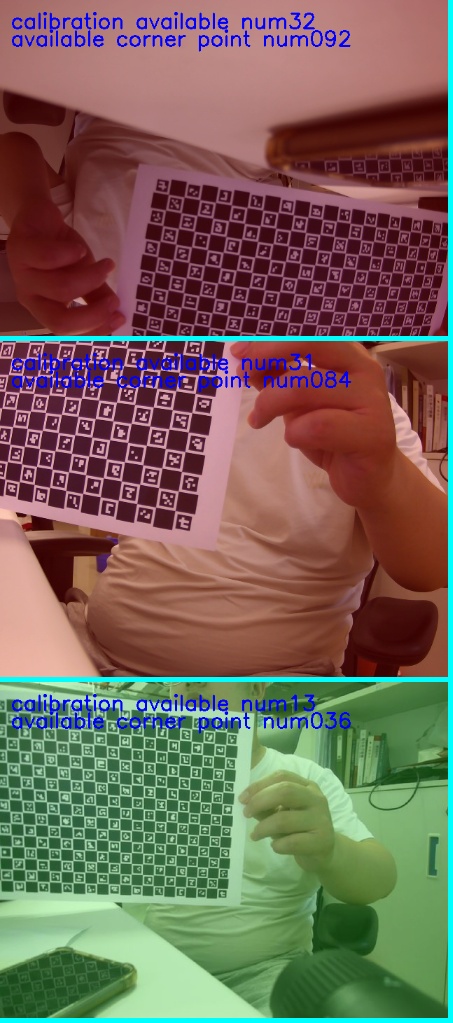 calibration available num32
available corner point num092
calibration available num31
available corner point num084
calibration available num13
available corner point num036